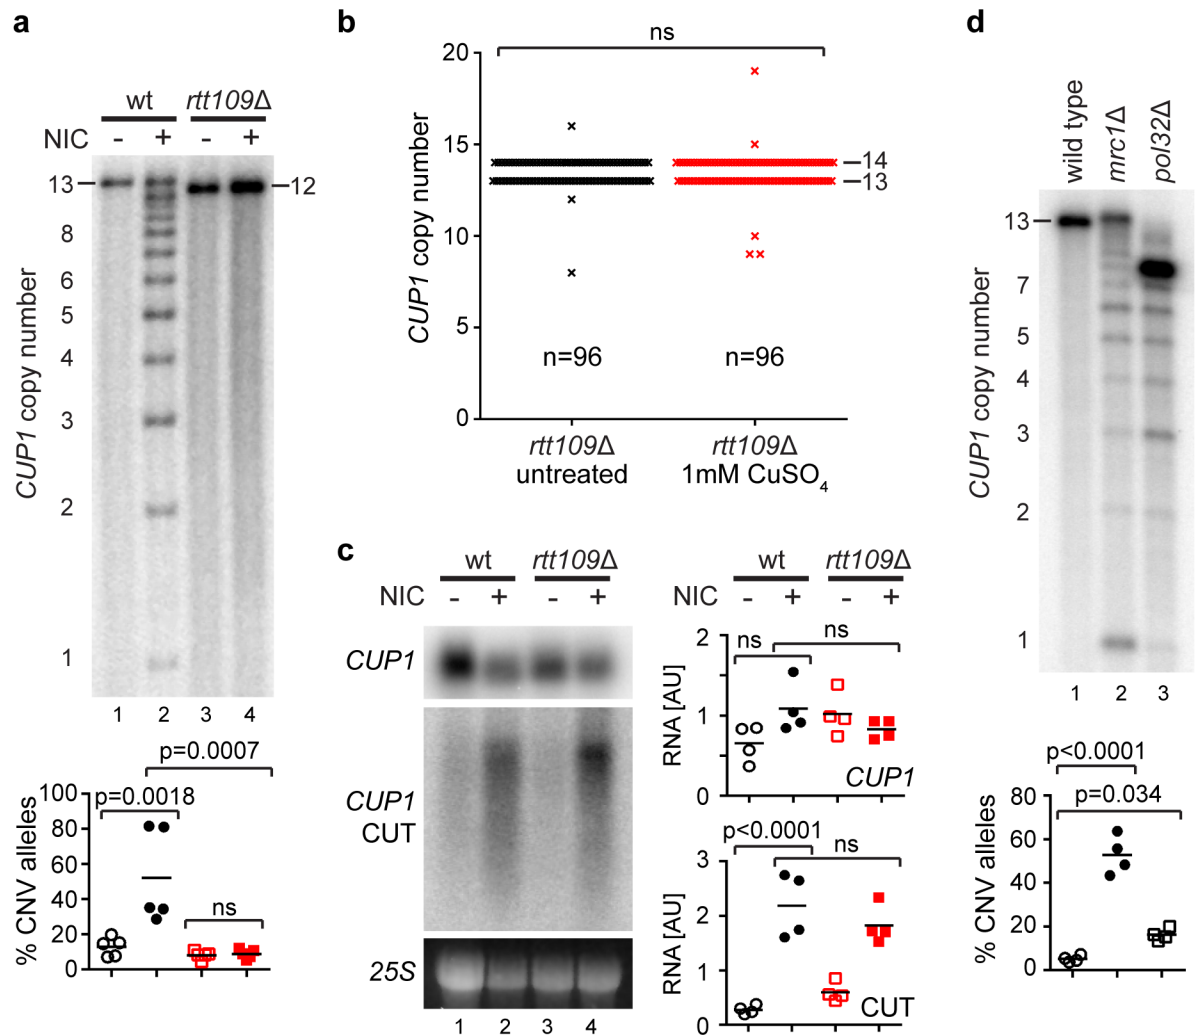 a
wt
rtt109Δ
NIC - + - +
13
12
8
7
6
5
4
3
2
1
CUP1 copy number
1 2 3 4
p=0.0007
p=0.0018
ns
100
80
60
40
20
0
% CNV alleles
b
ns
20
15
10
5
0
CUP1 copy number
14
13
n=96
n=96
rtt109Δ
untreated
rtt109Δ
1mM CuSO₄
c
wt
rtt109Δ
NIC - + - +
CUP1
CUP1
CUT
25S
1 2 3 4
wt
rtt109Δ
NIC - + - +
ns
ns
2
1
0
RNA [AU]
CUP1
p<0.0001
ns
3
2
1
0
RNA [AU]
CUT
d
wild type
mrc1Δ
pol32Δ
13
7
5
4
3
2
1
CUP1 copy number
1 2 3
p<0.0001
p=0.034
80
60
40
20
0
% CNV alleles